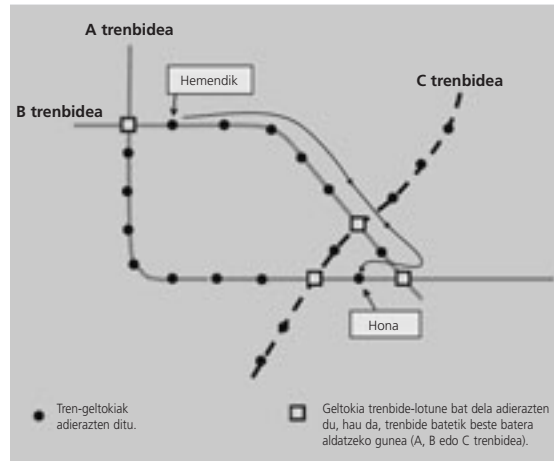 A trenbidea
Hemendik
C trenbidea
B trenbidea
Hona
Tren-geltokiak
adierazten ditu.
Geltokia trenbide-lotune bat dela adierazten
du, hau da, trenbide batetik beste batera
aldatzeko gunea (A, B edo C trenbidea).